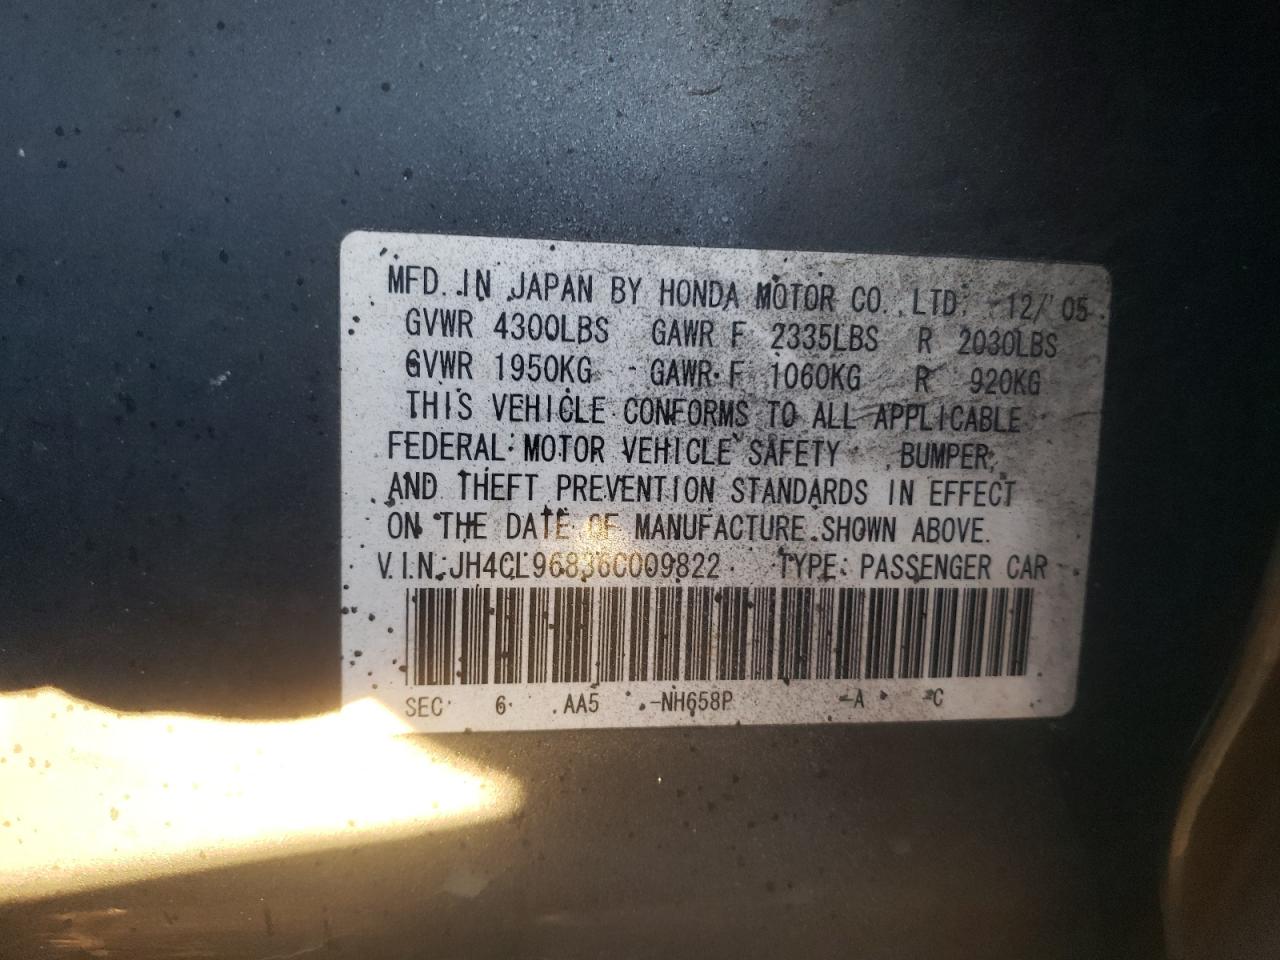 MFD. IN JAPAN BY HONDA MOTOR CO.,LTD. 12/'05
GVWR 4300LBS GAWR F 2335LBS R 2030LBS
GVWR 1950KG GAWR F 1060KG R 920KG
THIS VEHICLE CONFORMS TO ALL APPLICABLE
FEDERAL MOTOR VEHICLE SAFETY , BUMPER,
AND THEFT PREVENTION STANDARDS IN EFFECT
ON THE DATE OF MANUFACTURE SHOWN ABOVE.
V.I.N. JH4CL96836C009822 TYPE: PASSENGER CAR
SEC 6 AA5 -NH658P -A -C